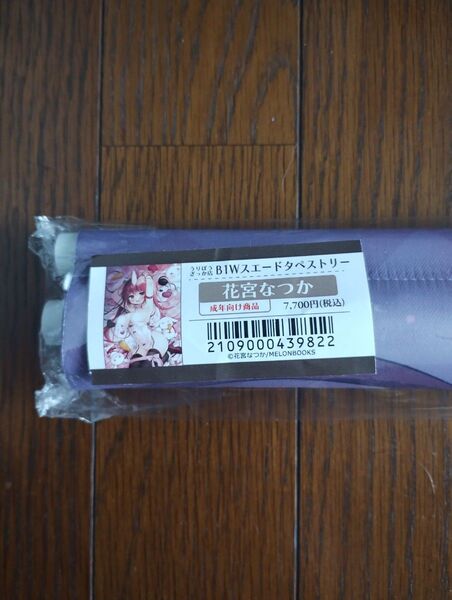 うりぼうざっか店 B1Wスエードタペストリー
花宮なつか
成年向け商品 7,700円(税込)
2109000439822
©花宮なつか/MELONBOOKS